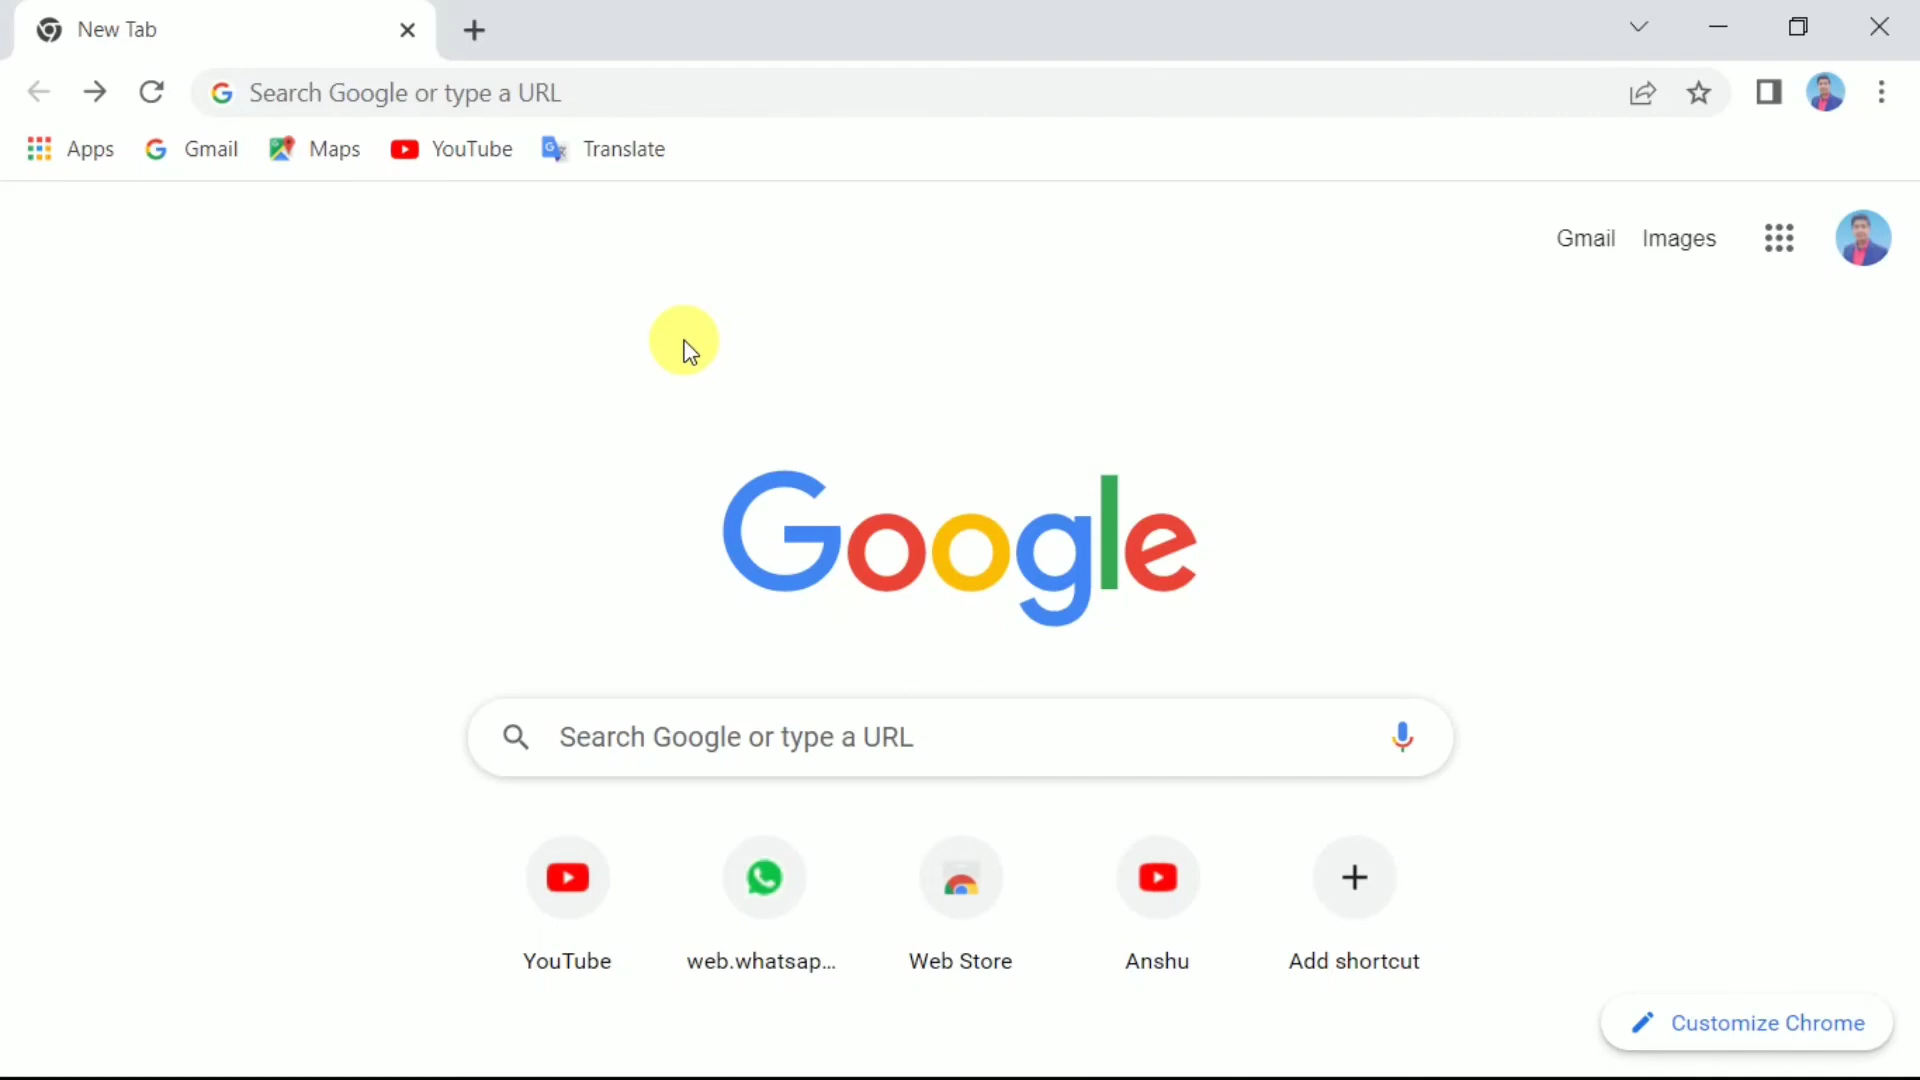 New Tab
Search Google or type a URL
Apps Gmail Maps YouTube Translate
Gmail Images
Google
Search Google or type a URL
YouTube web.whatsap... Web Store Anshu Add shortcut
Customize Chrome